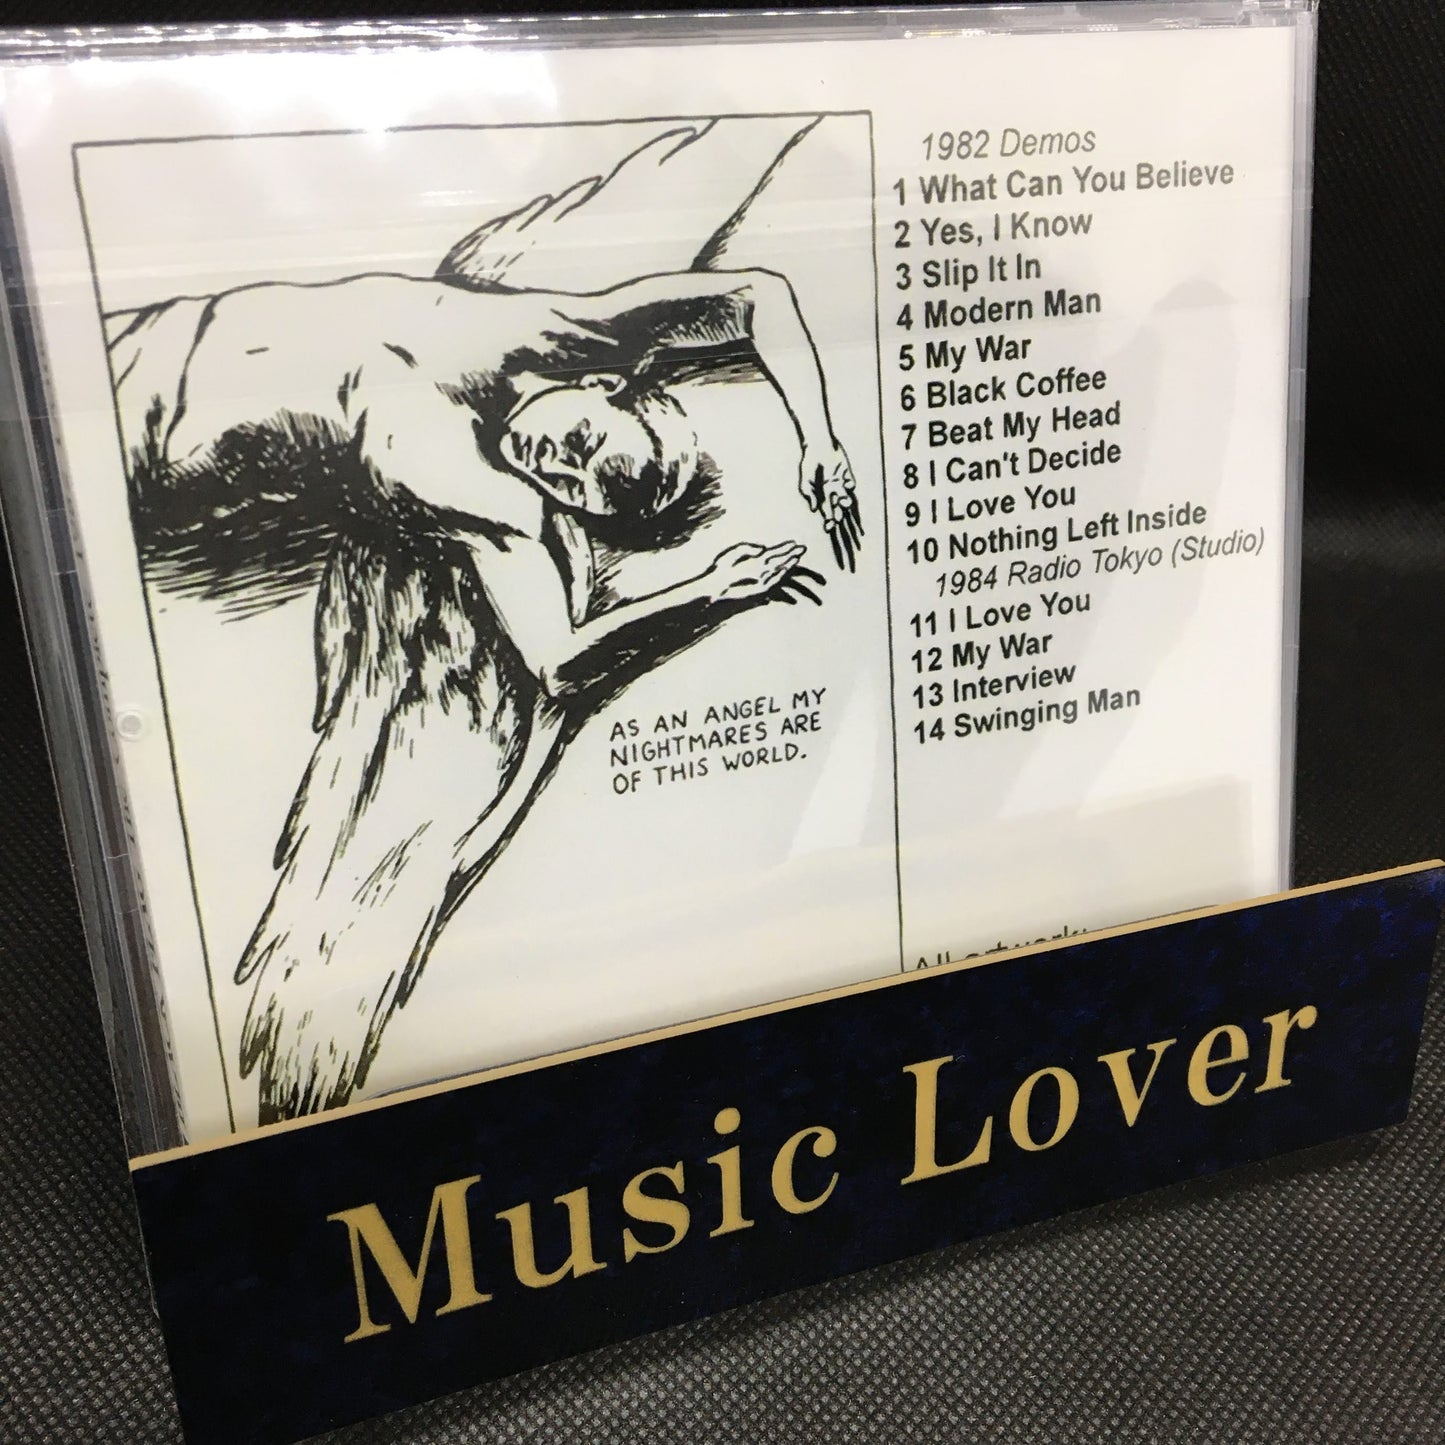 1982 Demos
1 What Can You Believe
2 Yes, I Know
3 Slip It In
4 Modern Man
5 My War
6 Black Coffee
7 Beat My Head
8 I Can't Decide
9 I Love You
10 Nothing Left Inside
1984 Radio Tokyo (Studio)
11 I Love You
12 My War
13 Interview
14 Swinging Man
AS AN ANGEL MY
NIGHTMARES ARE
OF THIS WORLD.
All artwork:
Music Lover